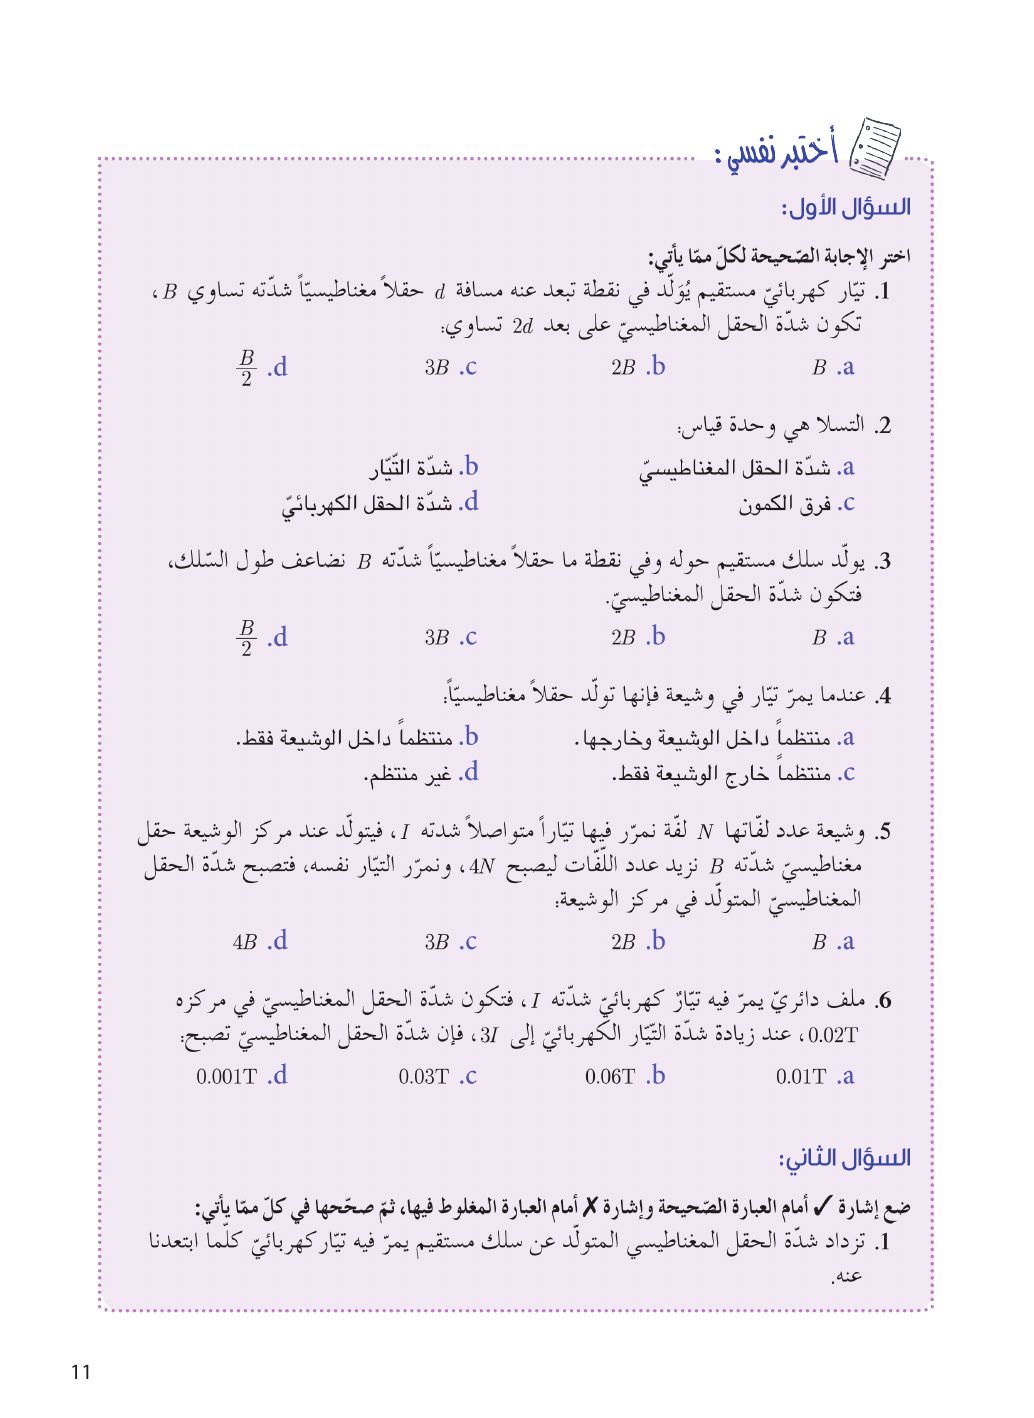 أختبر نفسي:
السؤال الأول:
اختر الإجابة الصّحيحة لكلّ ممّا يأتي:
1. تيّار كهربائيّ مستقيم يُوَلّد في نقطة تبعد عنه مسافة d حقلاً مغناطيسيّاً شدّته تساوي B،
تكون شدّة الحقل المغناطيسيّ على بعد 2d تساوي:
a. B b. 2B c. 3B d. B/2
2. التسلا هي وحدة قياس:
a. شدّة الحقل المغناطيسيّ b. شدّة التّيّار
c. فرق الكمون d. شدّة الحقل الكهربائيّ
3. يولّد سلك مستقيم حوله وفي نقطة ما حقلاً مغناطيسيّاً شدّته B نضاعف طول السّلك،
فتكون شدّة الحقل المغناطيسيّ.
a. B b. 2B c. 3B d. B/2
4. عندما يمرّ تيّار في وشيعة فإنها تولّد حقلاً مغناطيسيّاً:
a. منتظماً داخل الوشيعة وخارجها. b. منتظماً داخل الوشيعة فقط.
c. منتظماً خارج الوشيعة فقط. d. غير منتظم.
5. وشيعة عدد لفّاتها N لفّة نمرّر فيها تيّاراً متواصلاً شدته I، فيتولّد عند مركز الوشيعة حقل
مغناطيسيّ شدّته B نزيد عدد اللّفّات ليصبح 4N، ونمرّر التيّار نفسه، فتصبح شدّة الحقل
المغناطيسيّ المتولّد في مركز الوشيعة:
a. B b. 2B c. 3B d. 4B
6. ملف دائريّ يمرّ فيه تيّارٌ كهربائيّ شدّته I، فتكون شدّة الحقل المغناطيسيّ في مركزه
0.02T، عند زيادة شدّة التّيّار الكهربائيّ إلى 3I، فإن شدّة الحقل المغناطيسيّ تصبح:
a. 0.01T b. 0.06T c. 0.03T d. 0.001T
السؤال الثاني:
ضع إشارة ✓ أمام العبارة الصّحيحة وإشارة ✗ أمام العبارة المغلوط فيها، ثمّ صحّحها في كلّ ممّا يأتي:
1. تزداد شدّة الحقل المغناطيسي المتولّد عن سلك مستقيم يمرّ فيه تيّار كهربائيّ كلّما ابتعدنا
عنه.
11